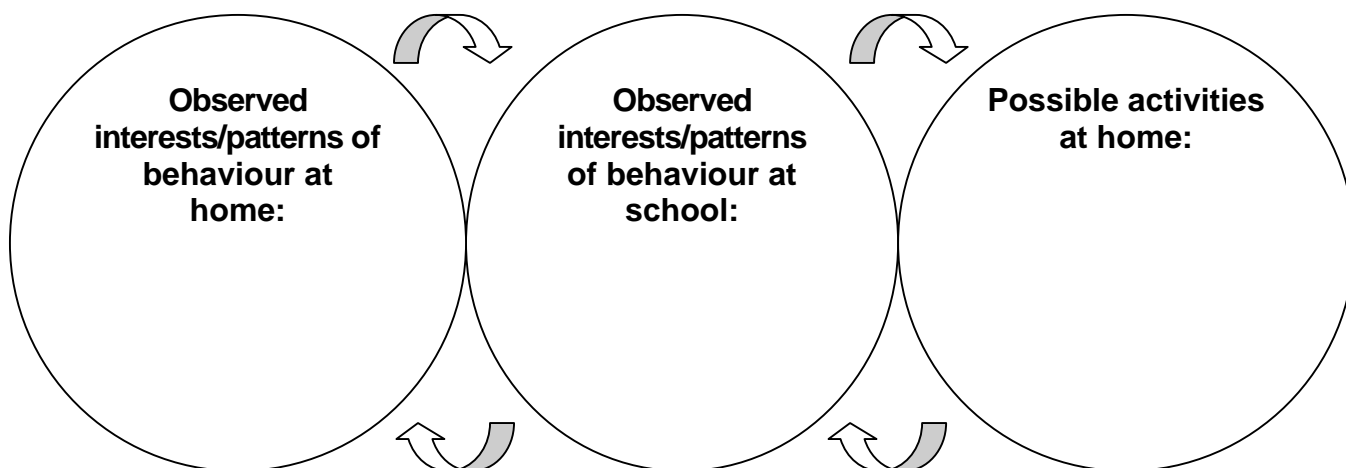 Observed
interests/patterns of
behaviour at
home:
Observed
interests/patterns
of behaviour at
school:
Possible activities
at home: